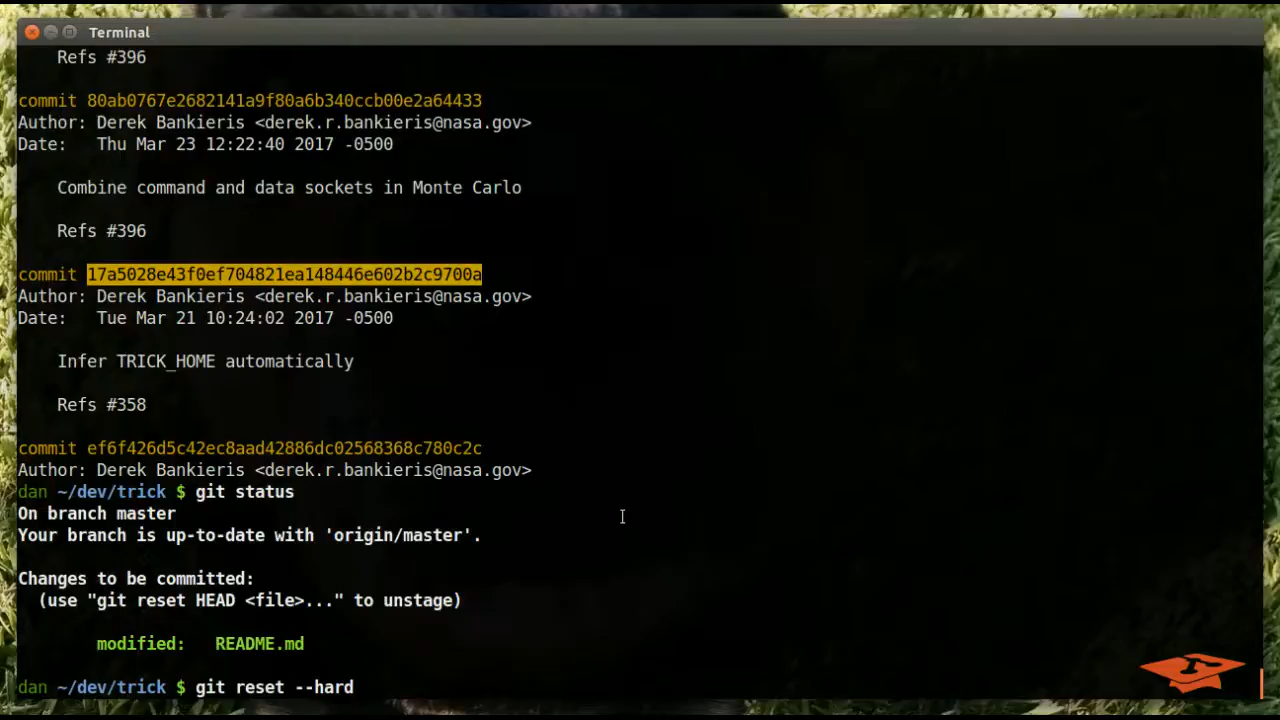 Terminal
Refs #396
commit 80ab0767e2682141a9f80a6b340ccb00e2a64433
Author: Derek Bankieris <derek.r.bankieris@nasa.gov>
Date:   Thu Mar 23 12:22:40 2017 -0500
Combine command and data sockets in Monte Carlo
Refs #396
commit 17a5028e43f0ef704821ea148446e602b2c9700a
Author: Derek Bankieris <derek.r.bankieris@nasa.gov>
Date:   Tue Mar 21 10:24:02 2017 -0500
Infer TRICK_HOME automatically
Refs #358
commit ef6f426d5c42ec8aad42886dc02568368c780c2c
Author: Derek Bankieris <derek.r.bankieris@nasa.gov>
dan ~/dev/trick $ git status
On branch master
Your branch is up-to-date with 'origin/master'.
Changes to be committed:
(use "git reset HEAD <file>..." to unstage)
modified:   README.md
dan ~/dev/trick $ git reset --hard